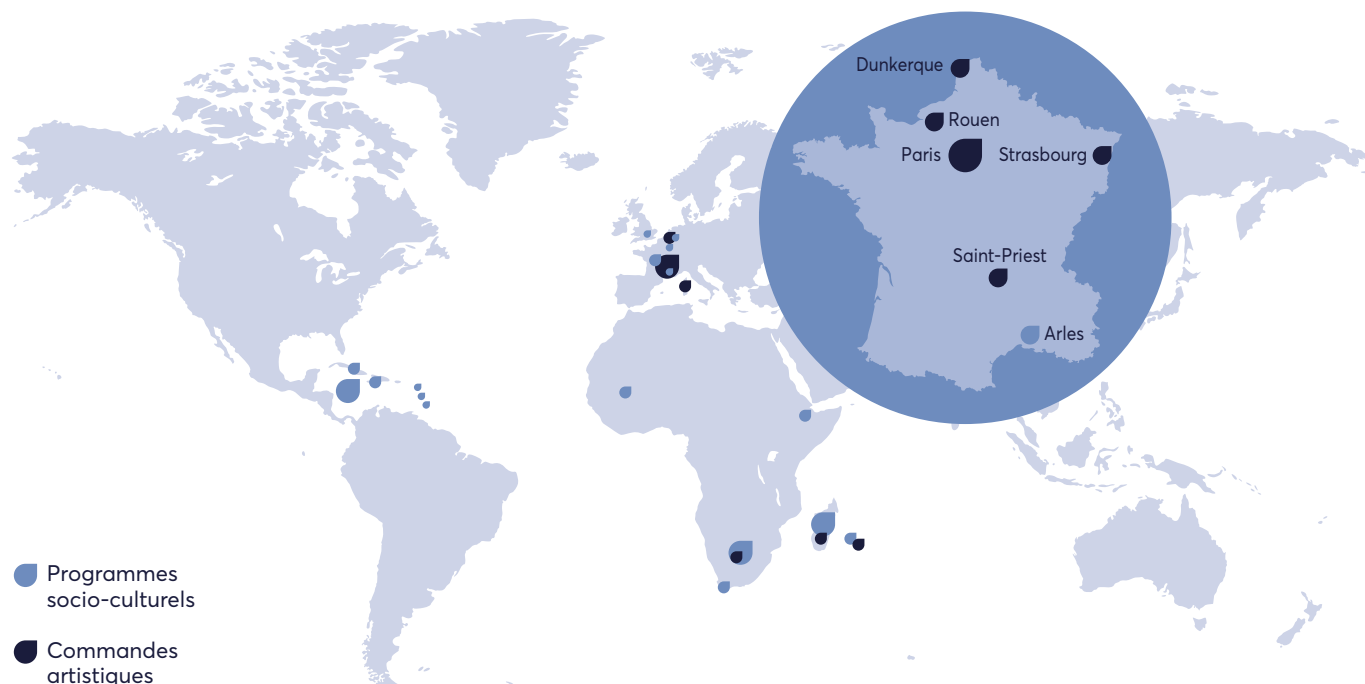 Dunkerque
Rouen
Paris
Strasbourg
Saint-Priest
Arles
Programmes
socio-culturels
Commandes
artistiques